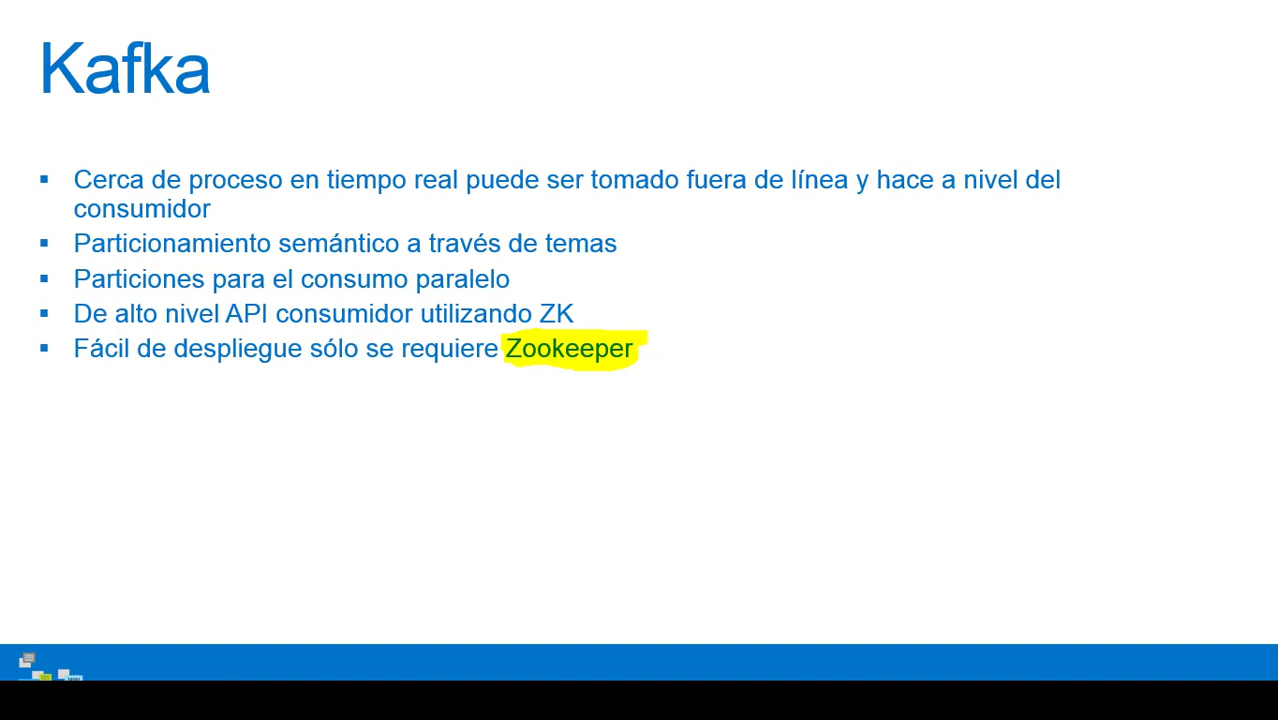 Kafka
Cerca de proceso en tiempo real puede ser tomado fuera de línea y hace a nivel del
consumidor
Particionamiento semántico a través de temas
Particiones para el consumo paralelo
De alto nivel API consumidor utilizando ZK
Fácil de despliegue sólo se requiere Zookeeper